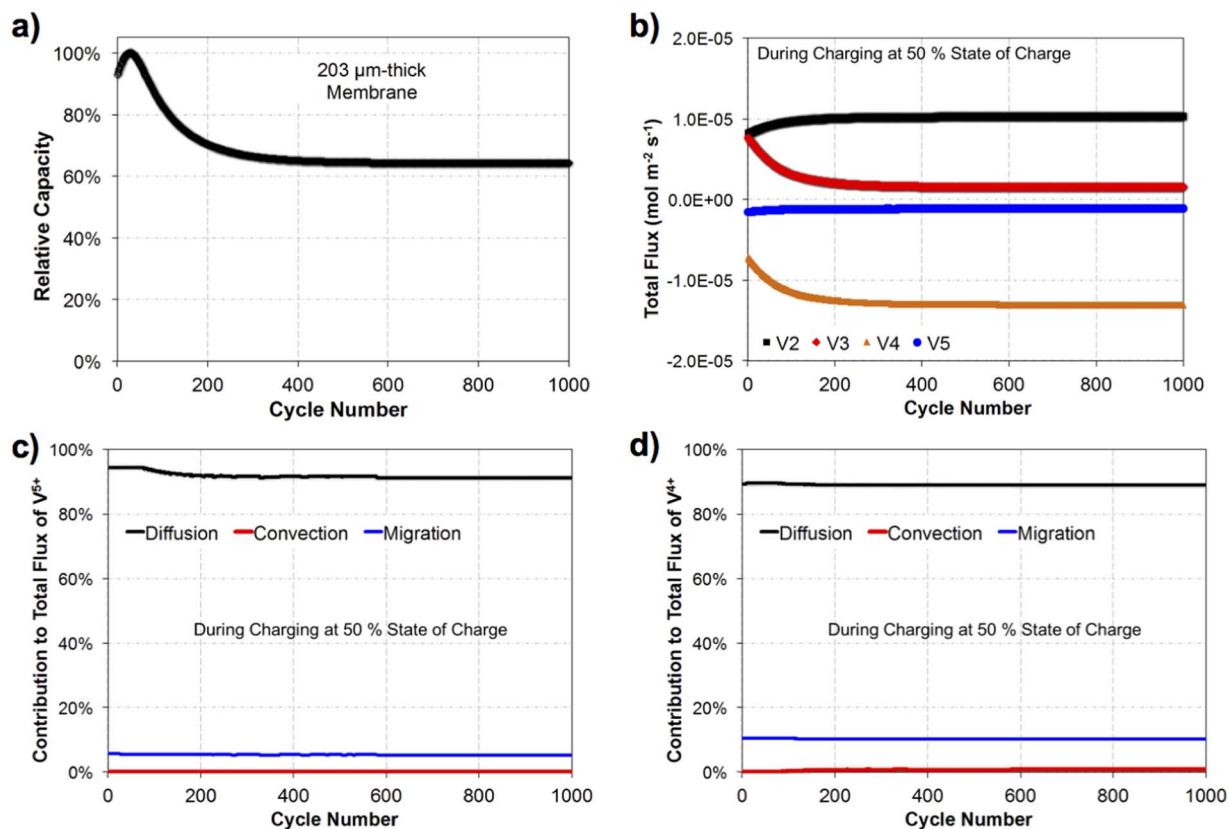 a)
100%
80%
60%
40%
20%
0%
Relative Capacity
203 μm-thick
Membrane
0 200 400 600 800 1000
Cycle Number
b)
2.0E-05
1.0E-05
0.0E+00
-1.0E-05
-2.0E-05
Total Flux (mol m⁻² s⁻¹)
During Charging at 50 % State of Charge
V2 V3 V4 V5
0 200 400 600 800 1000
Cycle Number
c)
100%
80%
60%
40%
20%
0%
Contribution to Total Flux of V⁵⁺
Diffusion Convection Migration
During Charging at 50 % State of Charge
0 200 400 600 800 1000
Cycle Number
d)
100%
80%
60%
40%
20%
0%
Contribution to Total Flux of V⁴⁺
Diffusion Convection Migration
During Charging at 50 % State of Charge
0 200 400 600 800 1000
Cycle Number